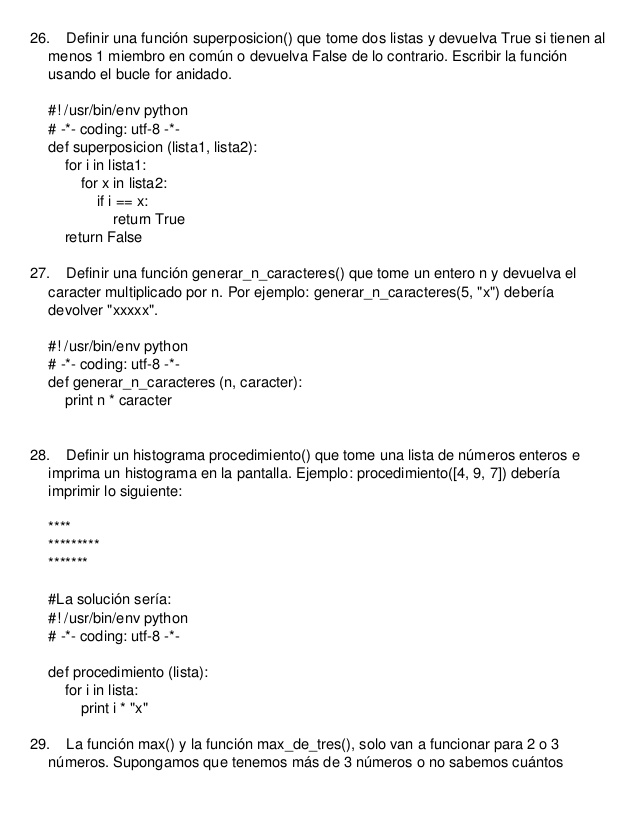 26. Definir una función superposicion() que tome dos listas y devuelva True si tienen al
menos 1 miembro en común o devuelva False de lo contrario. Escribir la función
usando el bucle for anidado.
#! /usr/bin/env python
# -*- coding: utf-8 -*-
def superposicion (lista1, lista2):
for i in lista1:
for x in lista2:
if i == x:
return True
return False
27. Definir una función generar_n_caracteres() que tome un entero n y devuelva el
caracter multiplicado por n. Por ejemplo: generar_n_caracteres(5, "x") debería
devolver "xxxxx".
#! /usr/bin/env python
# -*- coding: utf-8 -*-
def generar_n_caracteres (n, caracter):
print n * caracter
28. Definir un histograma procedimiento() que tome una lista de números enteros e
imprima un histograma en la pantalla. Ejemplo: procedimiento([4, 9, 7]) debería
imprimir lo siguiente:
****
*********
*******
#La solución sería:
#! /usr/bin/env python
# -*- coding: utf-8 -*-
def procedimiento (lista):
for i in lista:
print i * "x"
29. La función max() y la función max_de_tres(), solo van a funcionar para 2 o 3
números. Supongamos que tenemos más de 3 números o no sabemos cuántos